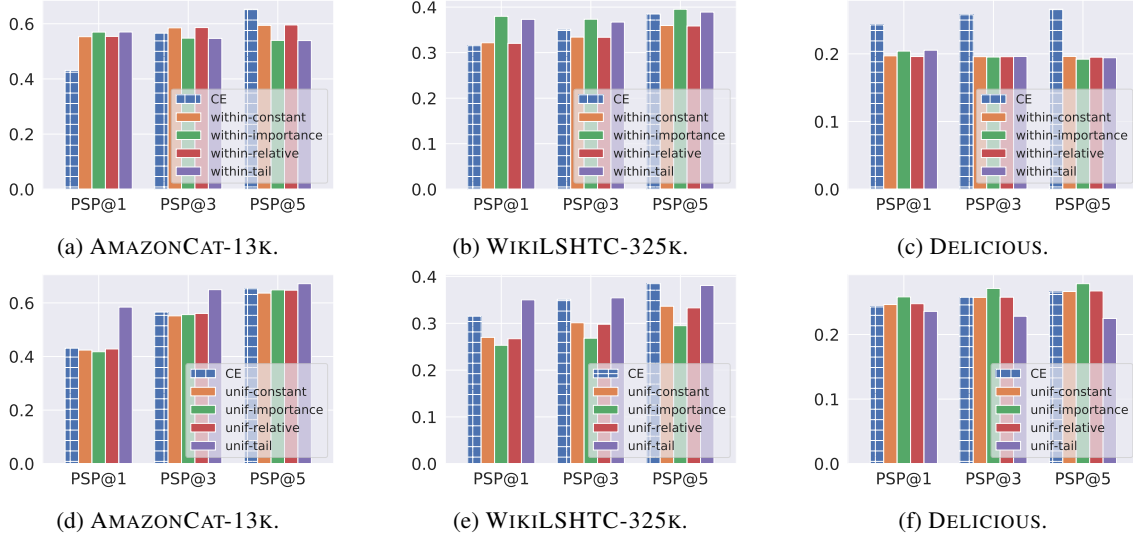 0.6
0.4
0.2
0.0
PSP@1 PSP@3 PSP@5
CE
within-constant
within-importance
within-relative
within-tail
(a) AMAZONCAT-13K.
0.4
0.3
0.2
0.1
0.0
PSP@1 PSP@3 PSP@5
CE
within-constant
within-importance
within-relative
within-tail
(b) WIKILSHTC-325K.
0.2
0.1
0.0
PSP@1 PSP@3 PSP@5
CE
within-constant
within-importance
within-relative
within-tail
(c) DELICIOUS.
0.6
0.4
0.2
0.0
PSP@1 PSP@3 PSP@5
CE
unif-constant
unif-importance
unif-relative
unif-tail
(d) AMAZONCAT-13K.
0.4
0.3
0.2
0.1
0.0
PSP@1 PSP@3 PSP@5
CE
unif-constant
unif-importance
unif-relative
unif-tail
(e) WIKILSHTC-325K.
0.2
0.1
0.0
PSP@1 PSP@3 PSP@5
CE
unif-constant
unif-importance
unif-relative
unif-tail
(f) DELICIOUS.